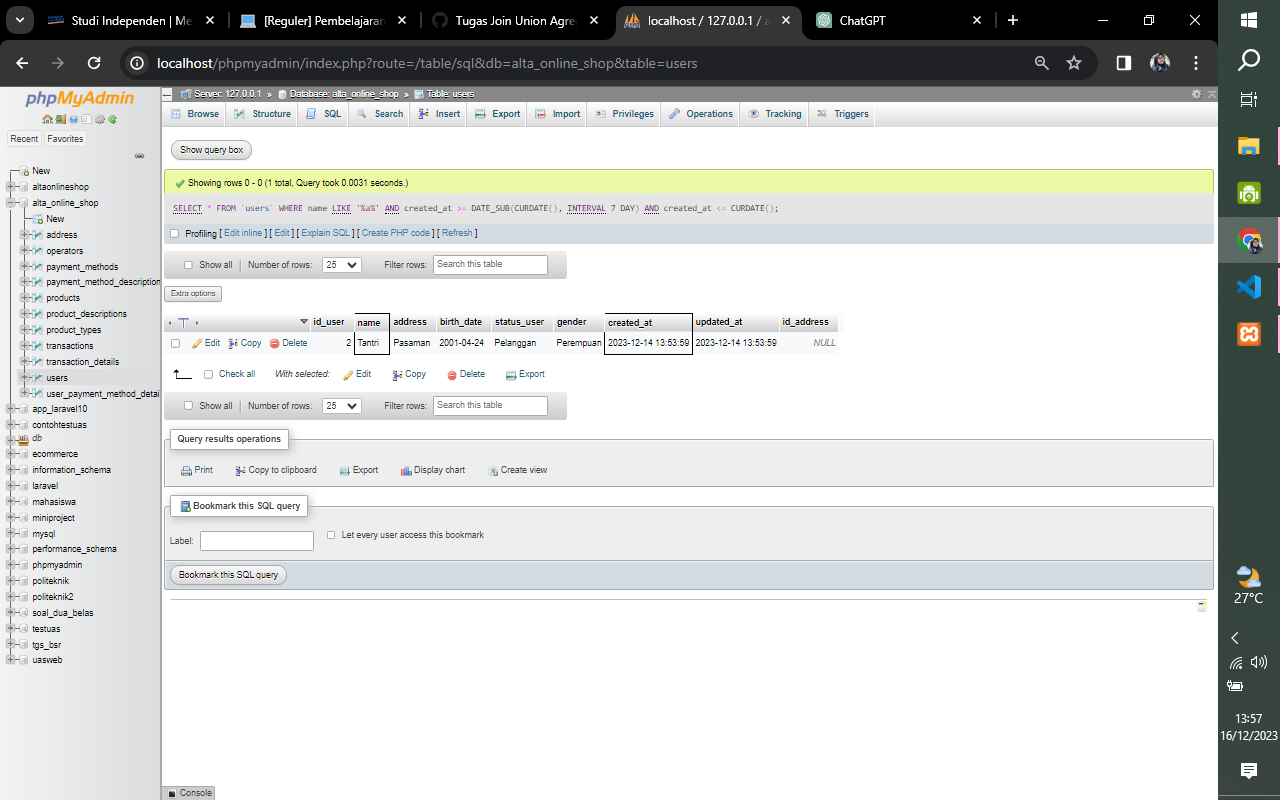 Studi Independen | Me
[Reguler] Pembelajaran
Tugas Join Union Agre
localhost / 127.0.0.1 / a
ChatGPT
localhost/phpmyadmin/index.php?route=/table/sql&db=alta_online_shop&table=users
phpMyAdmin
Recent Favorites
New
altaonlineshop
alta_online_shop
New
address
operators
payment_methods
payment_method_description
products
product_descriptions
product_types
transactions
transaction_details
users
user_payment_method_detai
app_laravel10
contohtestuas
db
ecommerce
information_schema
laravel
mahasiswa
miniproject
mysql
performance_schema
phpmyadmin
politeknik
politeknik2
soal_dua_belas
testuas
tgs_bsr
uasweb
Server: 127.0.0.1 » Database: alta_online_shop » Table: users
Browse Structure SQL Search Insert Export Import Privileges Operations Tracking Triggers
Show query box
Showing rows 0 - 0 (1 total, Query took 0.0031 seconds.)
SELECT * FROM `users` WHERE name LIKE '%a%' AND created_at >= DATE_SUB(CURDATE(), INTERVAL 7 DAY) AND created_at <= CURDATE();
Profiling [ Edit inline ] [ Edit ] [ Explain SQL ] [ Create PHP code ] [ Refresh ]
Show all | Number of rows: 25 Filter rows: Search this table
Extra options
id_user name address birth_date status_user gender created_at updated_at id_address
Edit Copy Delete 2 Tantri Pasaman 2001-04-24 Pelanggan Perempuan 2023-12-14 13:53:59 2023-12-14 13:53:59 NULL
Check all With selected: Edit Copy Delete Export
Show all | Number of rows: 25 Filter rows: Search this table
Query results operations
Print Copy to clipboard Export Display chart Create view
Bookmark this SQL query
Label: Let every user access this bookmark
Bookmark this SQL query
Console
27°C
13:57
16/12/2023